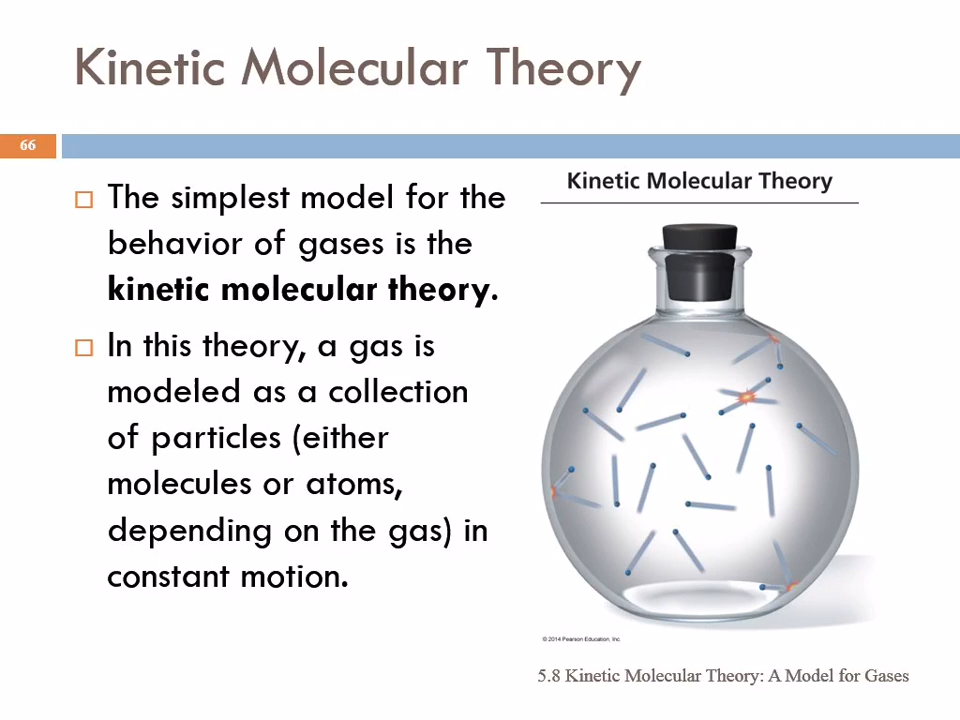 Kinetic Molecular Theory
66
The simplest model for the
behavior of gases is the
kinetic molecular theory.
In this theory, a gas is
modeled as a collection
of particles (either
molecules or atoms,
depending on the gas) in
constant motion.
Kinetic Molecular Theory
© 2014 Pearson Education, Inc.
5.8 Kinetic Molecular Theory: A Model for Gases